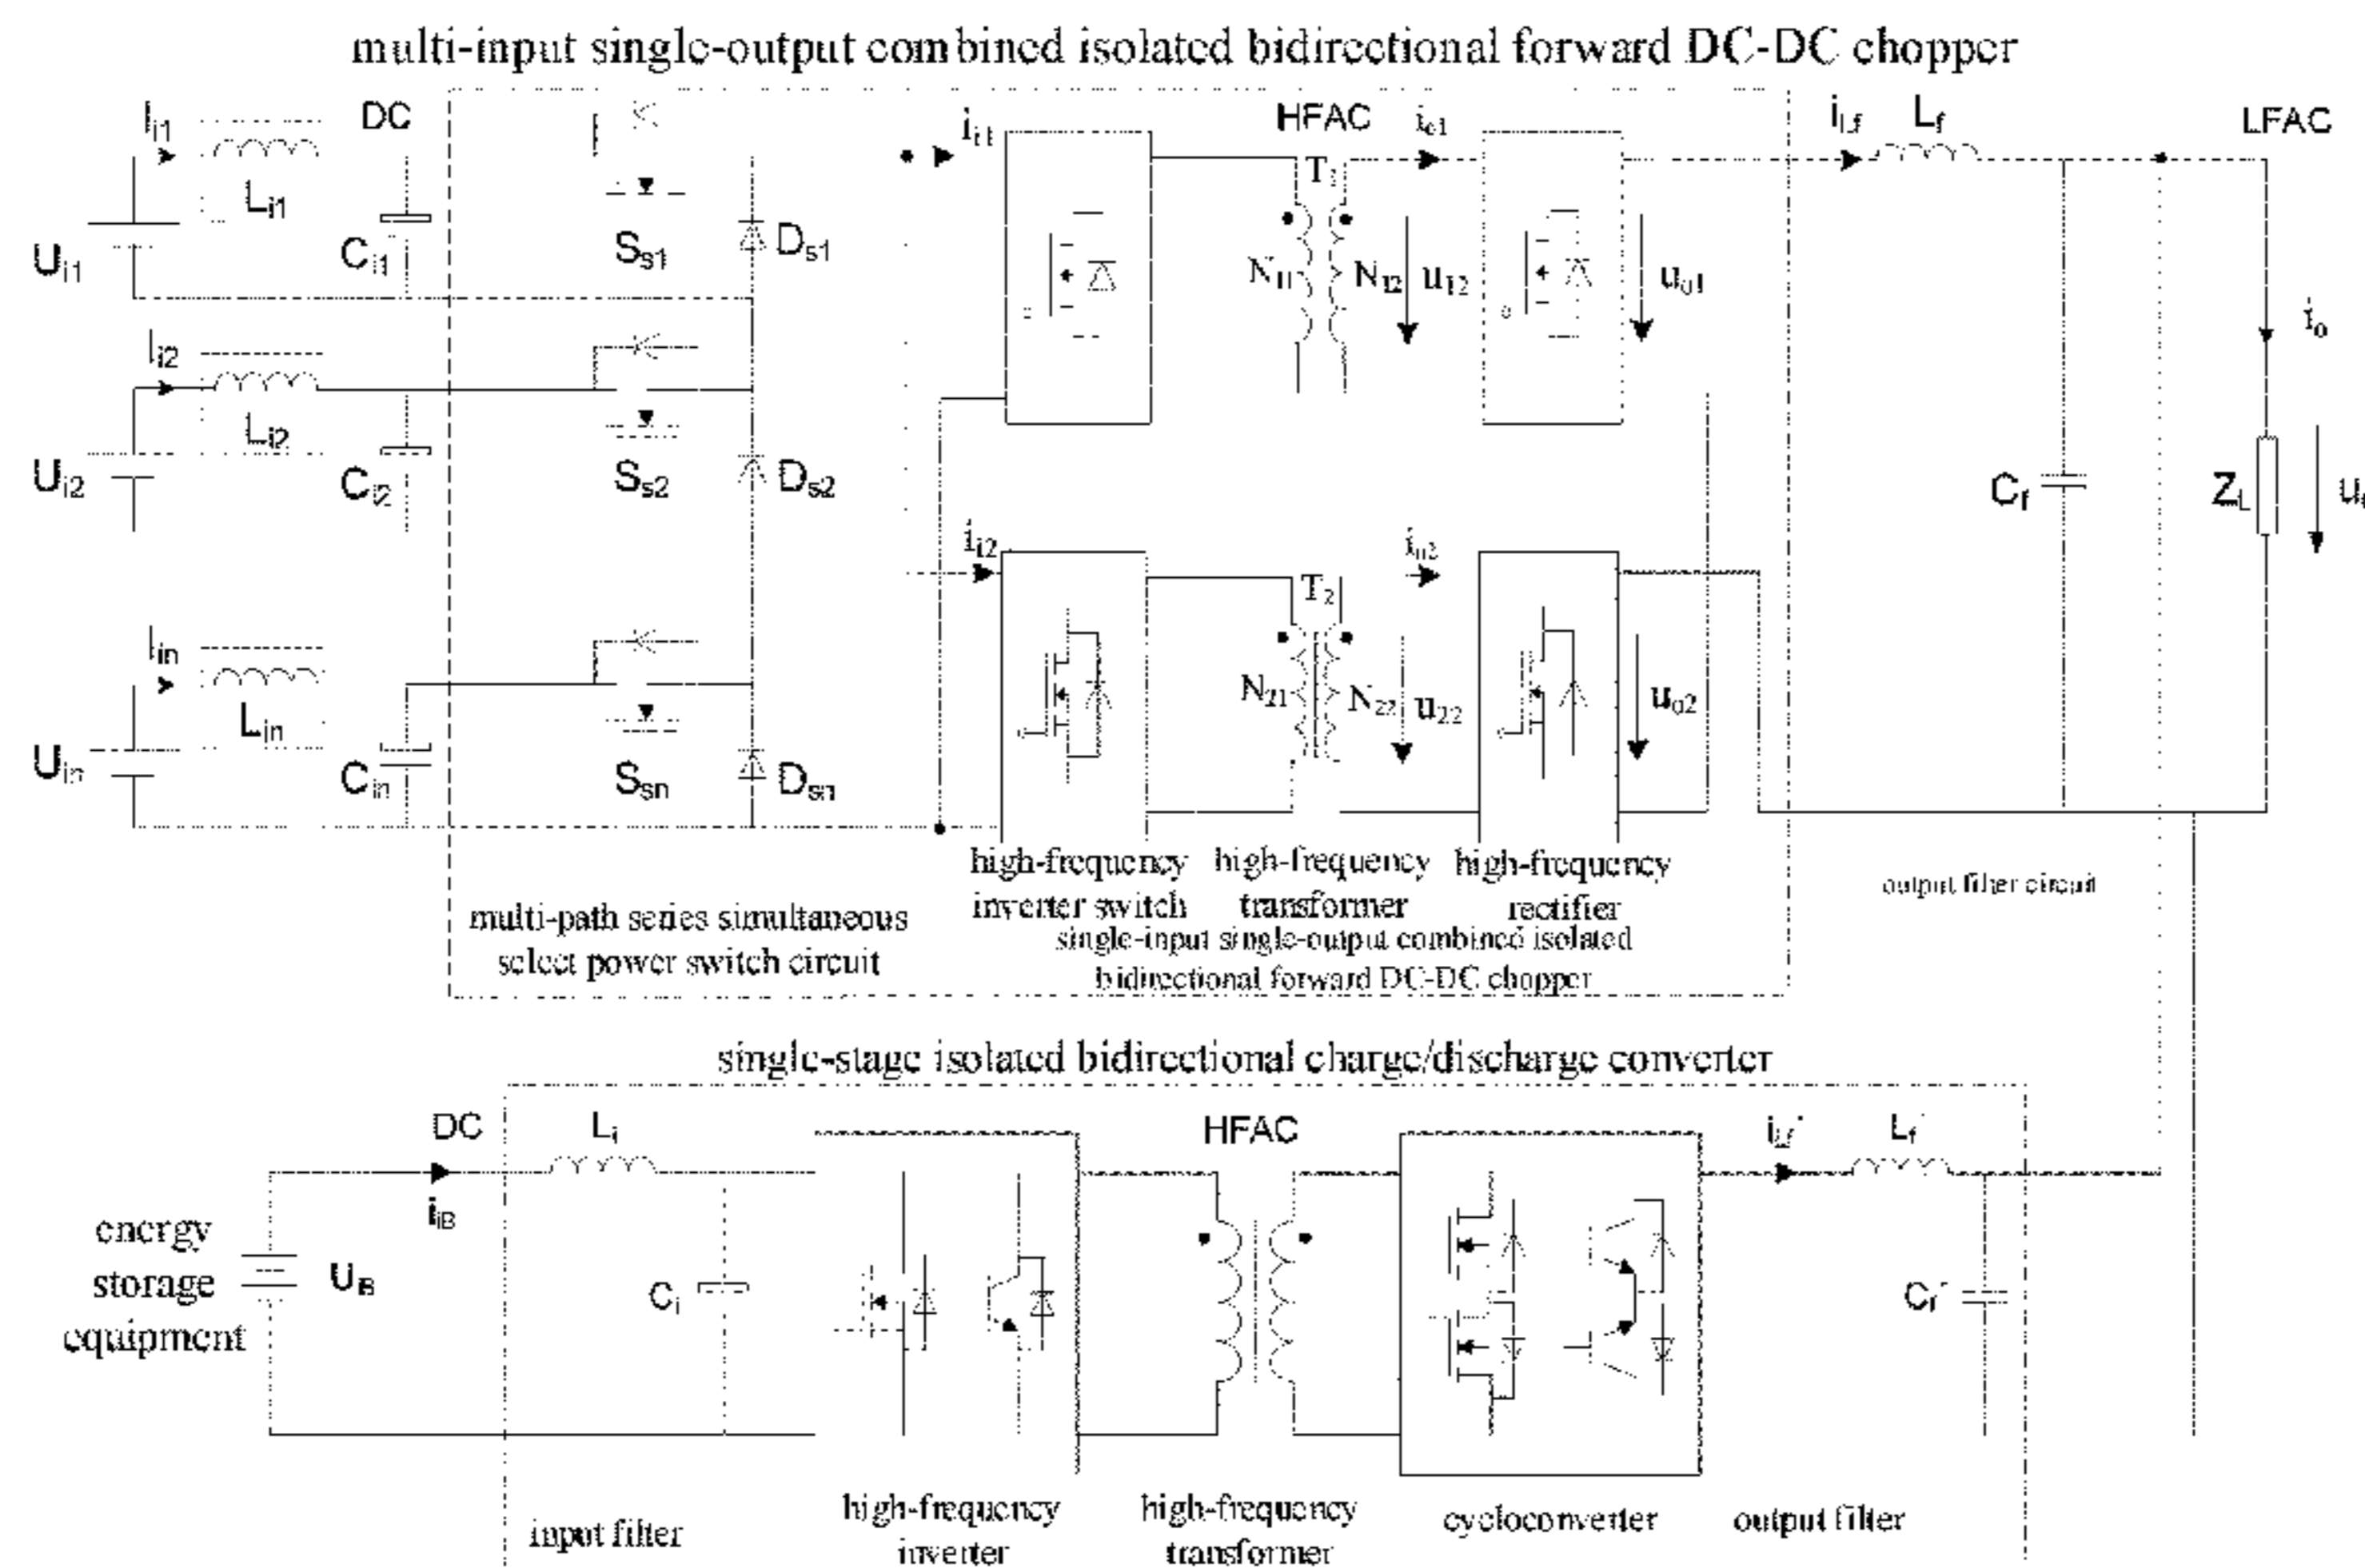 multi-input single-output combined isolated bidirectional forward DC-DC chopper
Ii1
Li1
DC
Ui1
Ci1
Ss1
Ds1
ii1
HFAC
T1
N11
N12
u12
io1
uo1
iLf
Lf
LFAC
Ii2
Li2
Ui2
Ci2
Ss2
Ds2
Cf
ZL
io
Iin
Lin
Uin
Cin
Ssn
Dsn
ii2
T2
N21
N22
u22
io2
uo2
high-frequency
inverter switch
high-frequency
transformer
high-frequency
rectifier
output filter circuit
multi-path series simultaneous
select power switch circuit
single-input single-output combined isolated
bidirectional forward DC-DC chopper
single-stage isolated bidirectional charge/discharge converter
DC
Li
HFAC
iLf'
Lf'
iiB
energy
storage
equipment
UiB
Ci
Cf'
input filter
high-frequency
inverter
high-frequency
transformer
cycloconverter
output filter